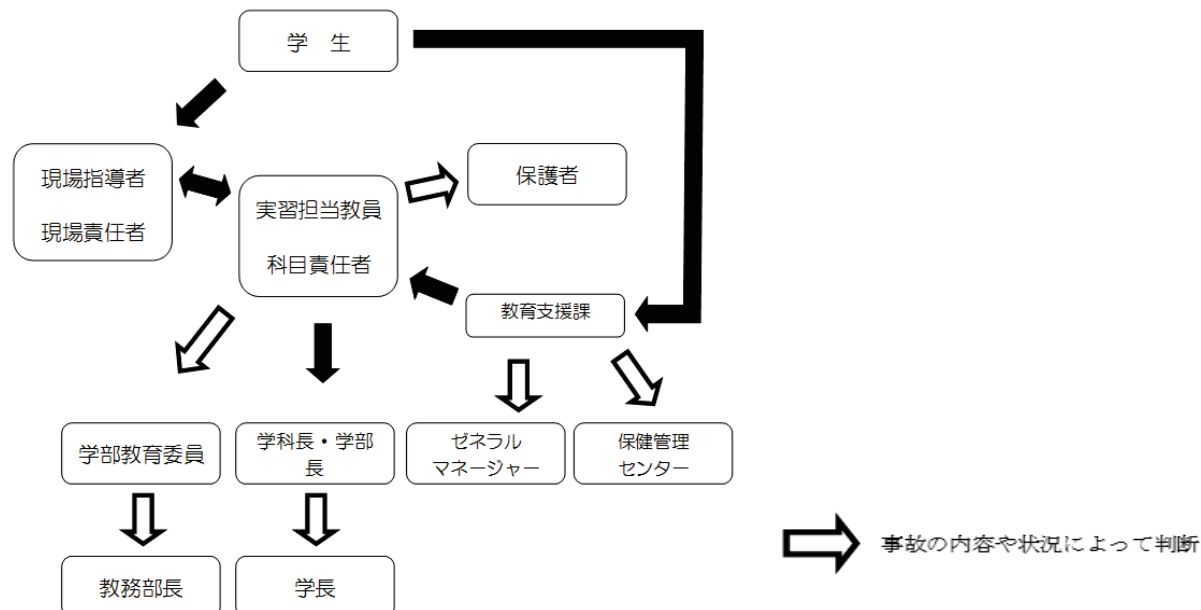 学　生
現場指導者
現場責任者
実習担当教員
科目責任者
保護者
教育支援課
学部教育委員
学科長・学部
長
ゼネラル
マネージャー
保健管理
センター
事故の内容や状況によって判断
教務部長
学長